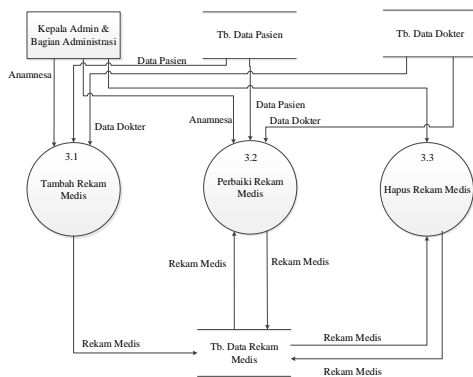 Kepala Admin &
Bagian Administrasi
Tb. Data Pasien
Tb. Data Dokter
Anamnesa
Data Pasien
Data Pasien
Data Dokter
Anamnesa
Data Dokter
3.1
Tambah Rekam
Medis
3.2
Perbaiki Rekam
Medis
3.3
Hapus Rekam Medis
Rekam Medis
Rekam Medis
Rekam Medis
Tb. Data Rekam
Medis
Rekam Medis
Rekam Medis